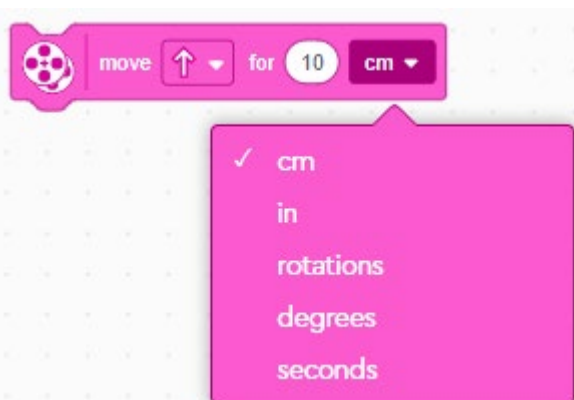 move for 10 cm
cm
in
rotations
degrees
seconds